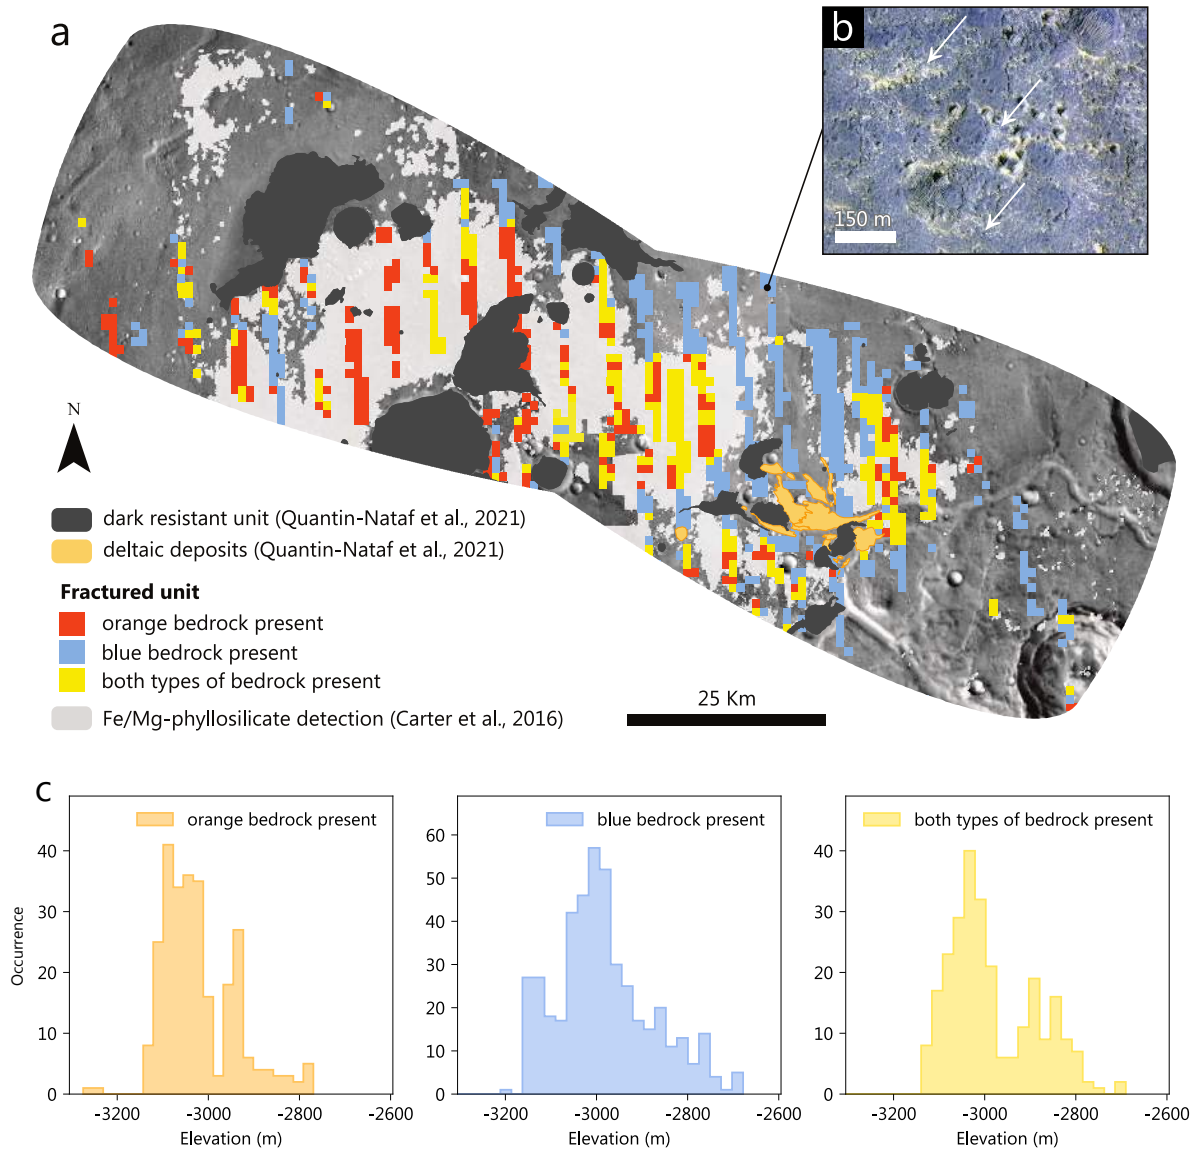 a
b
150 m
N
dark resistant unit (Quantin-Nataf et al., 2021)
deltaic deposits (Quantin-Nataf et al., 2021)
Fractured unit
orange bedrock present
blue bedrock present
both types of bedrock present
Fe/Mg-phyllosilicate detection (Carter et al., 2016)
25 Km
c
orange bedrock present
40
30
20
10
0
Occurrence
-3200 -3000 -2800 -2600
Elevation (m)
blue bedrock present
60
50
40
30
20
10
0
-3200 -3000 -2800 -2600
Elevation (m)
both types of bedrock present
40
30
20
10
0
-3200 -3000 -2800 -2600
Elevation (m)